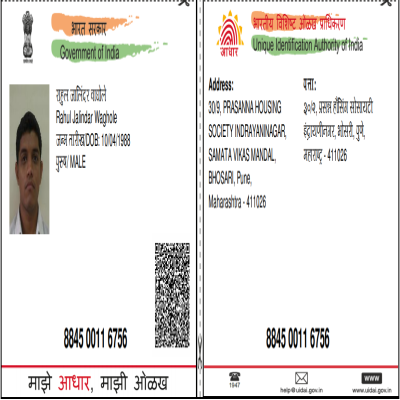 भारत सरकार
Government of India
राहुल जालिंदर वाघोले
Rahul Jalindar Waghole
जन्म तारीख/DOB: 10/04/1988
पुरुष/ MALE
8845 0011 6756
माझे आधार, माझी ओळख
भारतीय विशिष्ट ओळख प्राधिकरण
Unique Identification Authority of India
आधार
Address:
30/9, PRASANNA HOUSING
SOCIETY INDRAYANINAGAR,
SAMATA VIKAS MANDAL,
BHOSARI, Pune,
Maharashtra - 411026
पत्ता:
३०/९, प्रसन्न हौसिंग सोसायटी
इंद्रायणीनगर, भोसरी, पुणे,
महाराष्ट्र - 411026
8845 0011 6756
1947
help@uidai.gov.in
www
www.uidai.gov.in